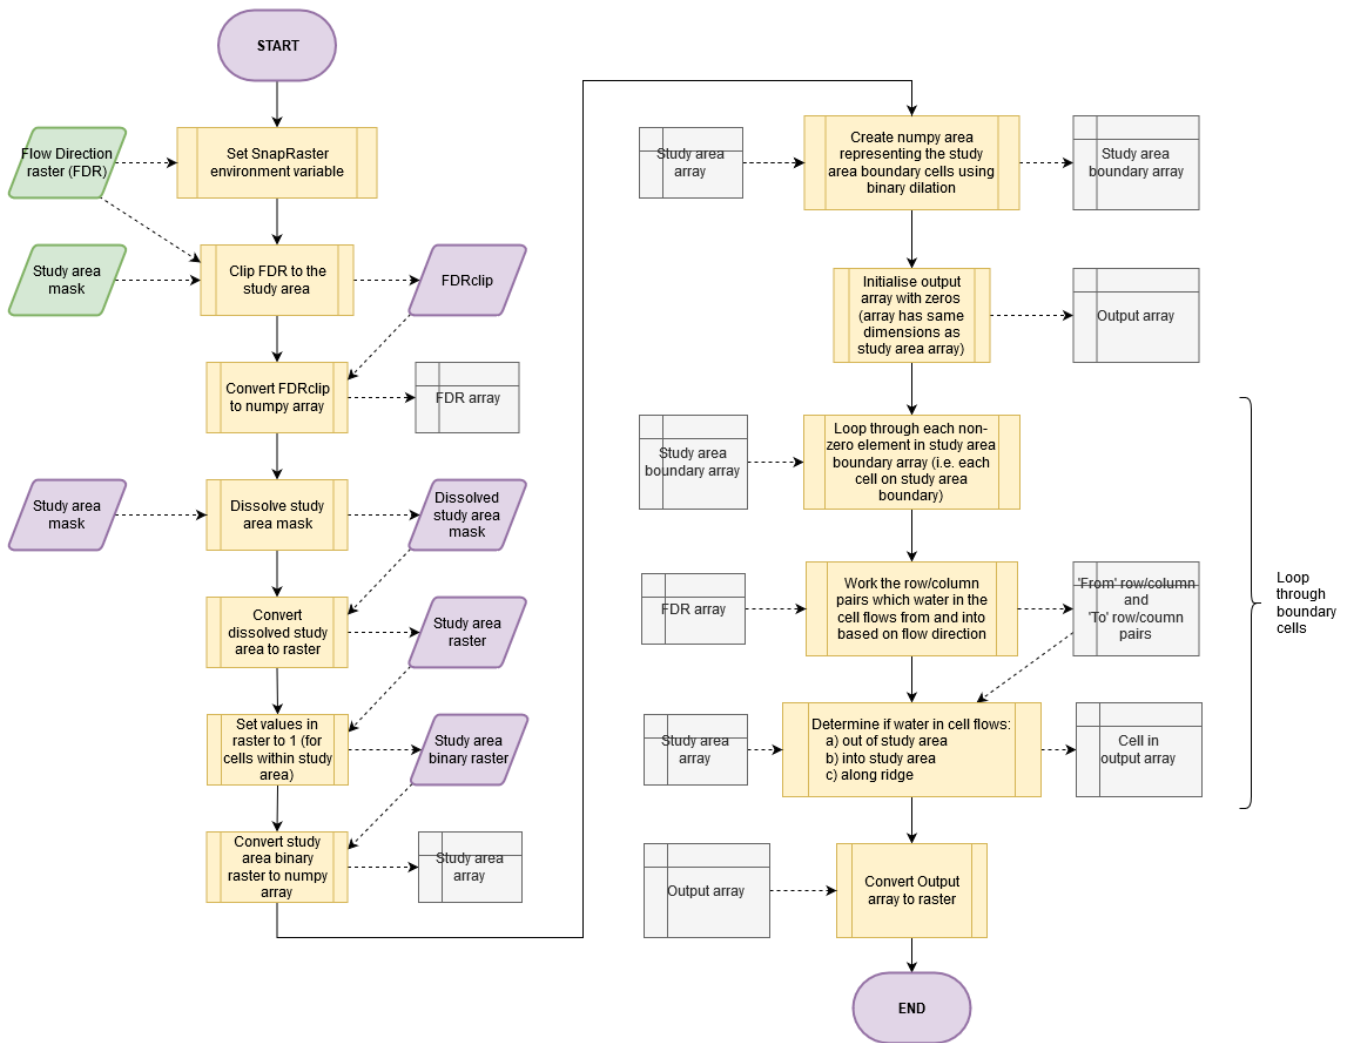 START
Flow Direction
raster (FDR)
Set SnapRaster
environment variable
Study area
mask
Clip FDR to the
study area
FDRclip
Convert FDRclip
to numpy array
FDR array
Study area
mask
Dissolve study
area mask
Dissolved
study area
mask
Convert
dissolved study
area to raster
Study area
raster
Set values in
raster to 1 (for
cells within study
area)
Study area
binary raster
Convert study
area binary
raster to numpy
array
Study area
array
Study area
array
Create numpy area
representing the study
area boundary cells using
binary dilation
Study area
boundary array
Initialise output
array with zeros
(array has same
dimensions as
study area array)
Output array
Study area
boundary array
Loop through each non-
zero element in study area
boundary array (i.e. each
cell on study area
boundary)
FDR array
Work the row/column
pairs which water in the
cell flows from and into
based on flow direction
'From' row/column
and
'To' row/coumn
pairs
Loop
through
boundary
cells
Study area
array
Determine if water in cell flows:
a) out of study area
b) into study area
c) along ridge
Cell in
output array
Output array
Convert Output
array to raster
END